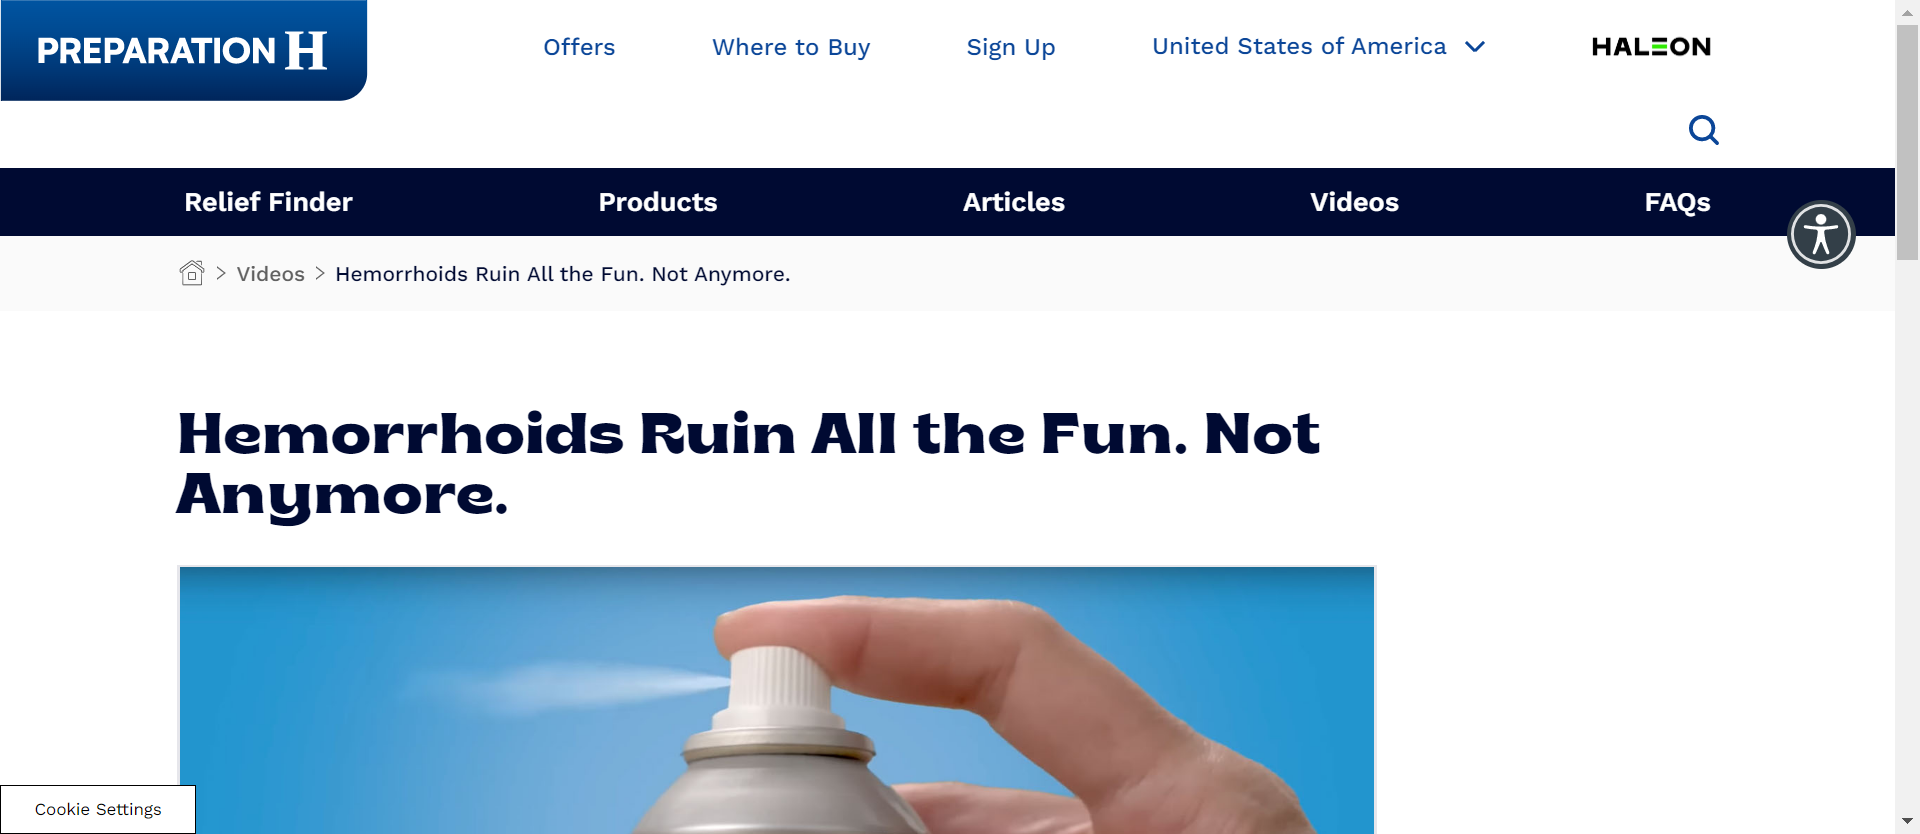 PREPARATION H
Offers
Where to Buy
Sign Up
United States of America
HALEON
Relief Finder
Products
Articles
Videos
FAQs
> Videos > Hemorrhoids Ruin All the Fun. Not Anymore.
Hemorrhoids Ruin All the Fun. Not
Anymore.
Cookie Settings